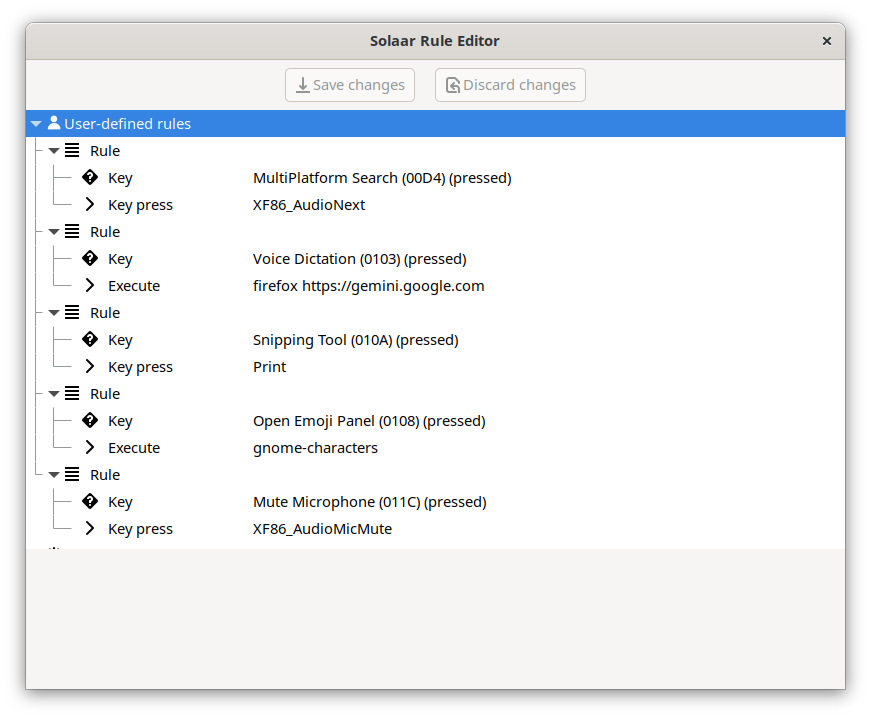 Solaar Rule Editor
Save changes
Discard changes
User-defined rules
Rule
Key MultiPlatform Search (00D4) (pressed)
Key press XF86_AudioNext
Rule
Key Voice Dictation (0103) (pressed)
Execute firefox https://gemini.google.com
Rule
Key Snipping Tool (010A) (pressed)
Key press Print
Rule
Key Open Emoji Panel (0108) (pressed)
Execute gnome-characters
Rule
Key Mute Microphone (011C) (pressed)
Key press XF86_AudioMicMute